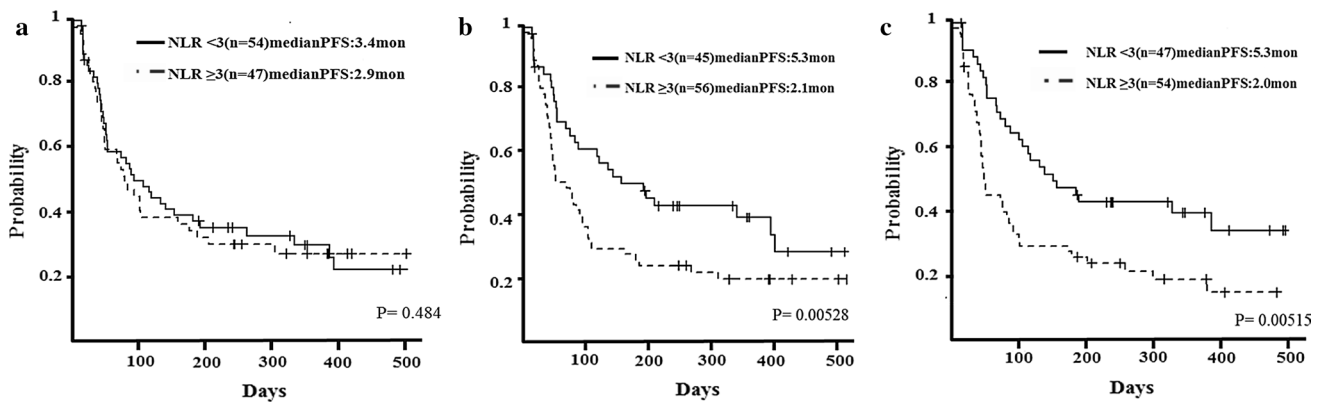 a
1
0.8
0.6
0.4
0.2
Probability
NLR <3(n=54)medianPFS:3.4mon
NLR ≥3(n=47)medianPFS:2.9mon
P= 0.484
100 200 300 400 500
Days
b
1
0.8
0.6
0.4
0.2
Probability
NLR <3(n=45)medianPFS:5.3mon
NLR ≥3(n=56)medianPFS:2.1mon
P= 0.00528
100 200 300 400 500
Days
c
1
0.8
0.6
0.4
0.2
Probability
NLR <3(n=47)medianPFS:5.3mon
NLR ≥3(n=54)medianPFS:2.0mon
P= 0.00515
100 200 300 400 500
Days